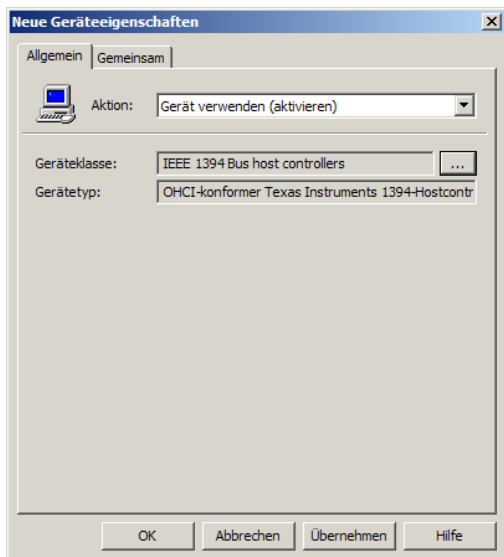 Neue Geräteeigenschaften
Allgemein Gemeinsam
Aktion: Gerät verwenden (aktivieren)
Geräteklasse: IEEE 1394 Bus host controllers ...
Gerätetyp: OHCI-konformer Texas Instruments 1394-Hostcontr
OK Abbrechen Übernehmen Hilfe